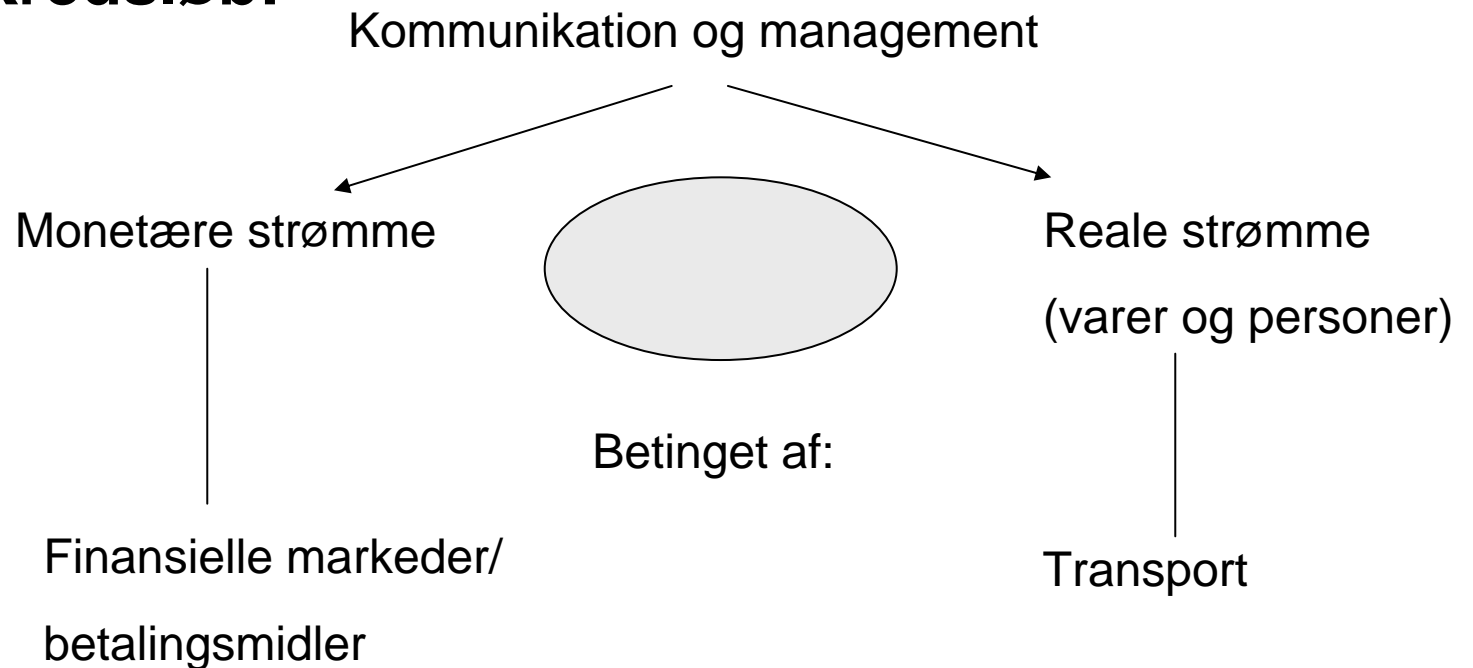 Kommunikation og management
Monetære strømme
Reale strømme
(varer og personer)
Betinget af:
Finansielle markeder/
betalingsmidler
Transport